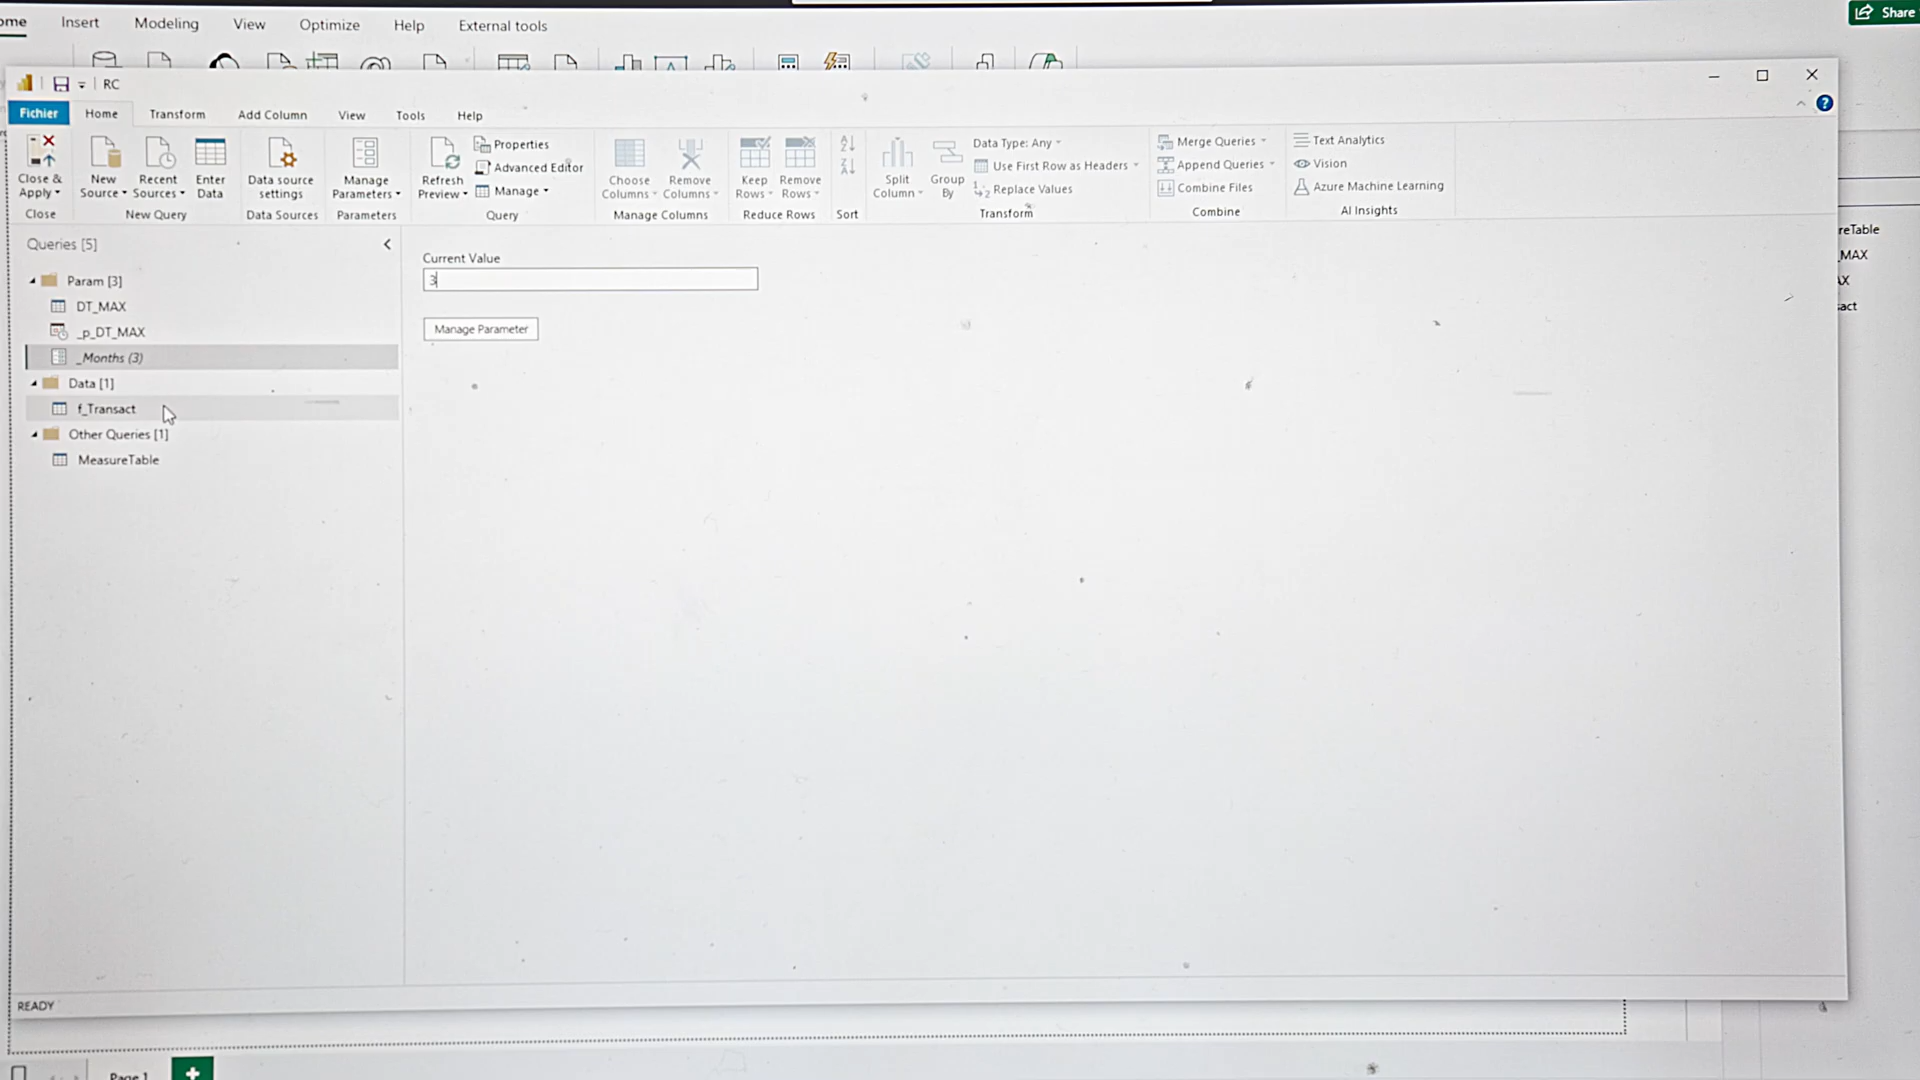 ome Insert Modeling View Optimize Help External tools
Share
RC
Fichier Home Transform Add Column View Tools Help
Close & Apply
New Source
Recent Sources
Enter Data
Data source settings
Manage Parameters
Refresh Preview
Properties
Advanced Editor
Manage
Choose Columns
Remove Columns
Keep Rows
Remove Rows
Split Column
Group By
Data Type: Any
Use First Row as Headers
Replace Values
Merge Queries
Append Queries
Combine Files
Text Analytics
Vision
Azure Machine Learning
Close New Query Data Sources Parameters Query Manage Columns Reduce Rows Sort Transform Combine AI Insights
Queries [5]
Param [3]
DT_MAX
_p_DT_MAX
_Months (3)
Data [1]
f_Transact
Other Queries [1]
MeasureTable
Current Value
3
Manage Parameter
reTable
_MAX
AX
act
READY
Page 1